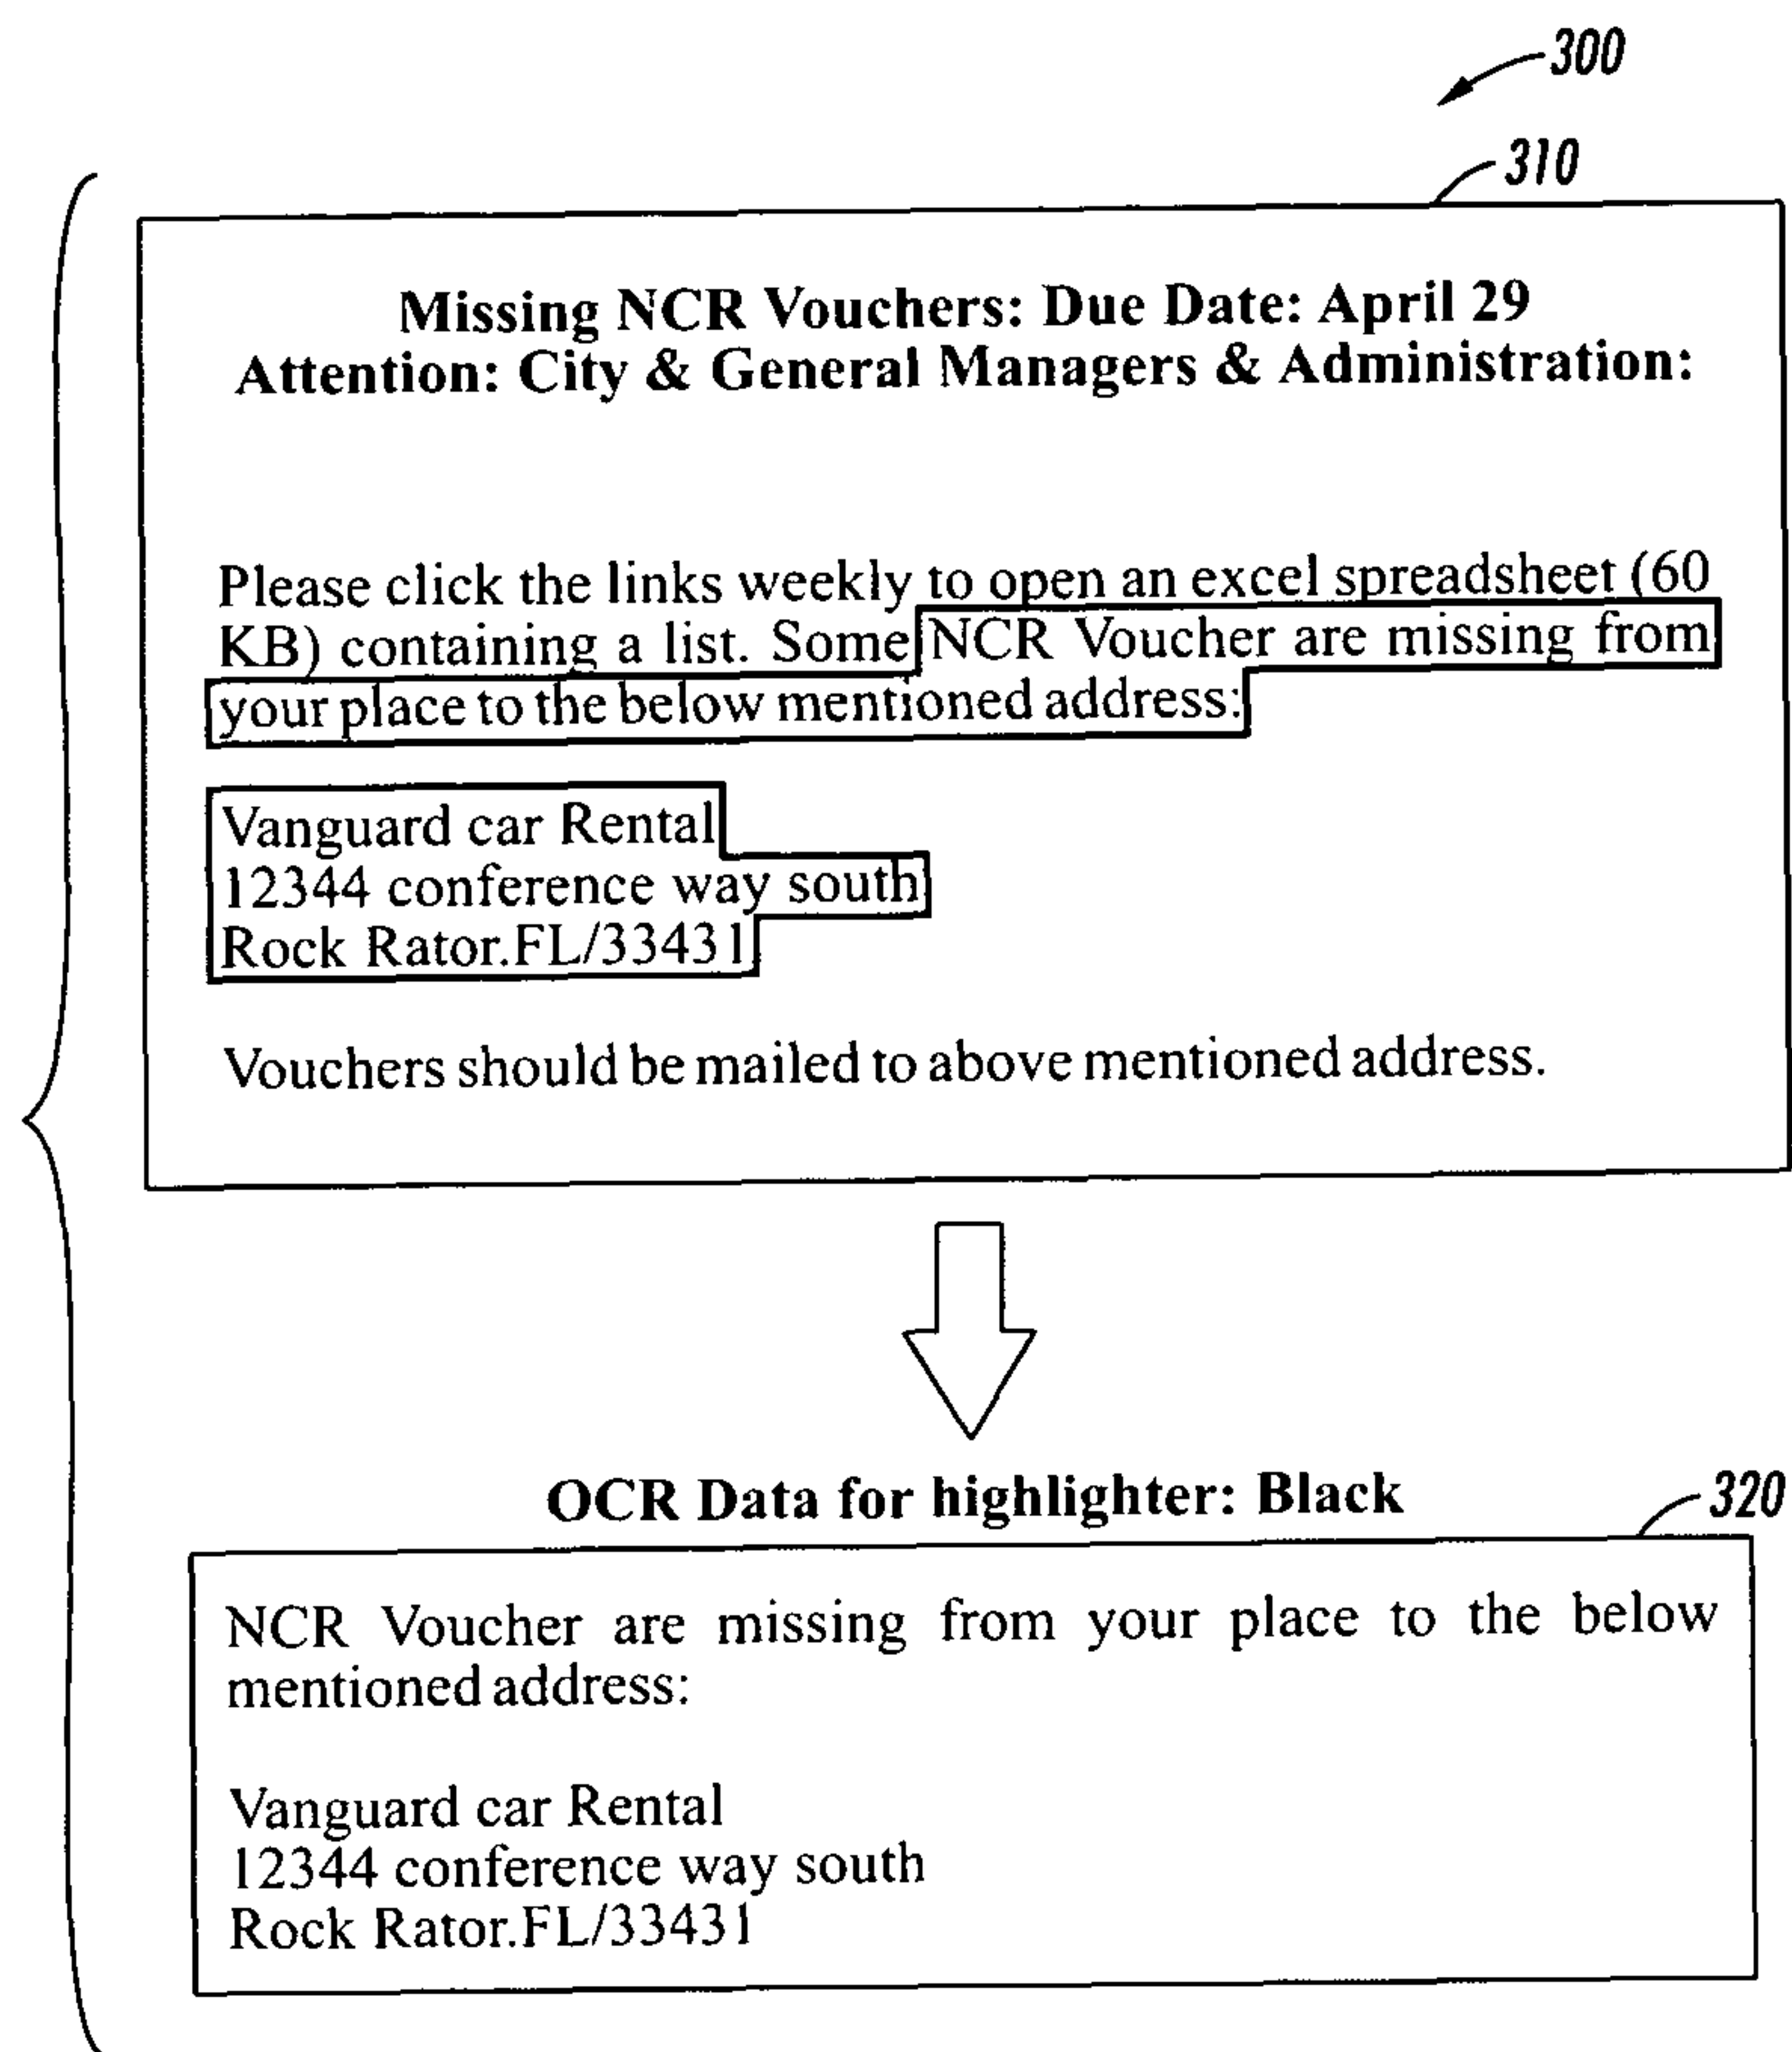 300
310
Missing NCR Vouchers: Due Date: April 29
Attention: City & General Managers & Administration:
Please click the links weekly to open an excel spreadsheet (60
KB) containing a list. Some NCR Voucher are missing from
your place to the below mentioned address:
Vanguard car Rental
12344 conference way south
Rock Rator.FL/33431
Vouchers should be mailed to above mentioned address.
OCR Data for highlighter: Black
320
NCR Voucher are missing from your place to the below
mentioned address:
Vanguard car Rental
12344 conference way south
Rock Rator.FL/33431